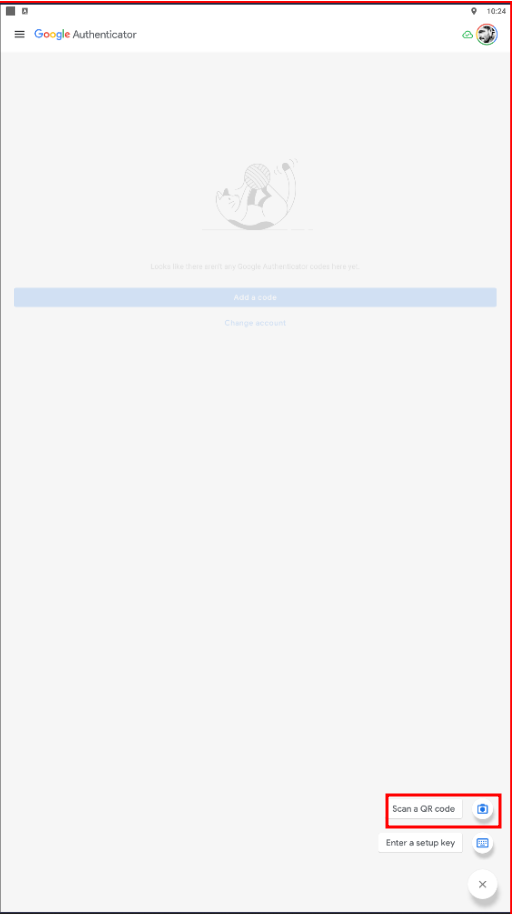 10:24
Google Authenticator
Looks like there aren't any Google Authenticator codes here yet.
Add a code
Change account
Scan a QR code
Enter a setup key